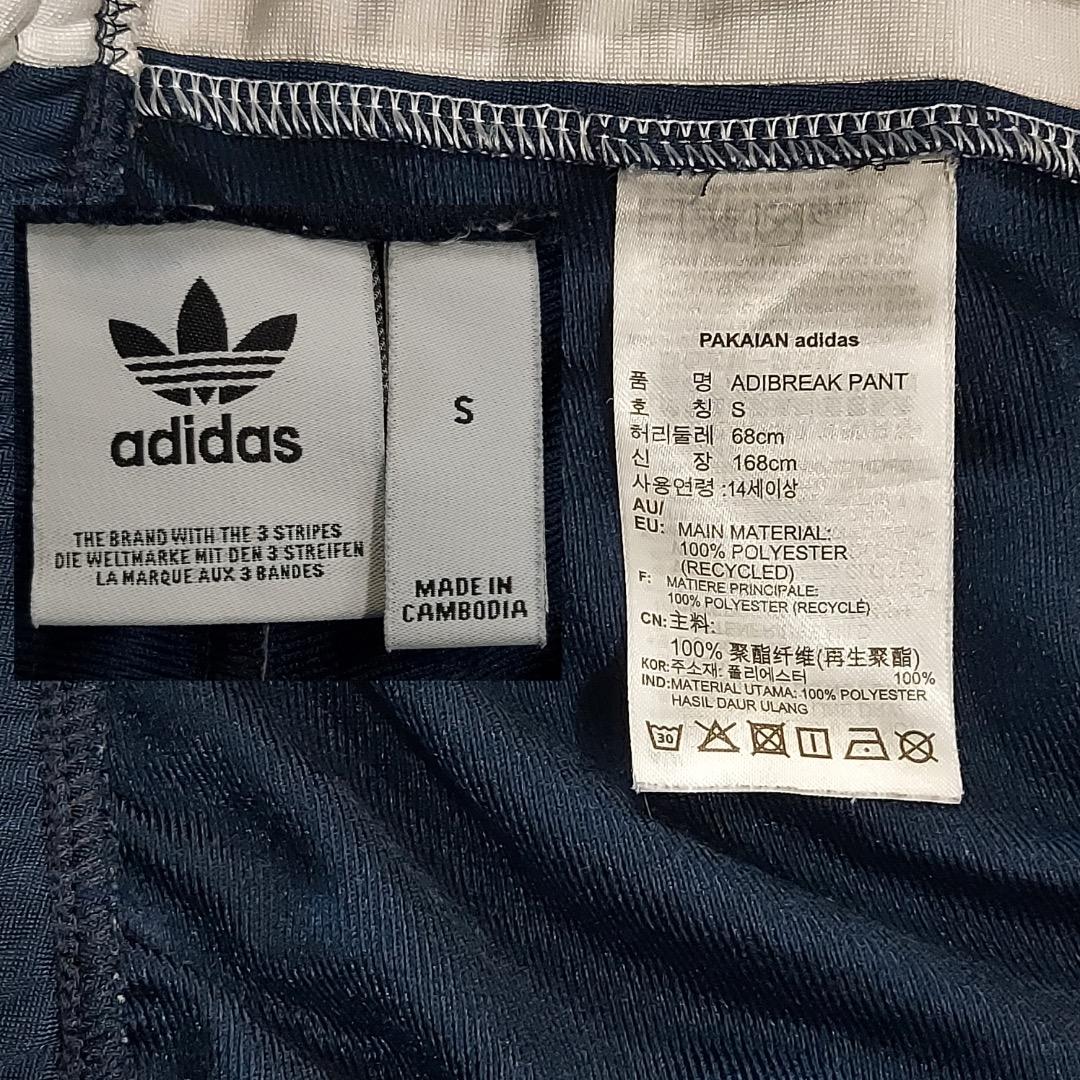 adidas
THE BRAND WITH THE 3 STRIPES
DIE WELTMARKE MIT DEN 3 STREIFEN
LA MARQUE AUX 3 BANDES
S
MADE IN
CAMBODIA
PAKAIAN adidas
품 명 ADIBREAK PANT
호 칭 S
허리둘레 68cm
신 장 168cm
사용연령 :14세이상
AU/
EU: MAIN MATERIAL:
100% POLYESTER
(RECYCLED)
F: MATIERE PRINCIPALE:
100% POLYESTER (RECYCLÉ)
CN: 主料:
100% 聚酯纤维(再生聚酯)
KOR: 주소재: 폴리에스터 100%
IND: MATERIAL UTAMA: 100% POLYESTER
HASIL DAUR ULANG
30